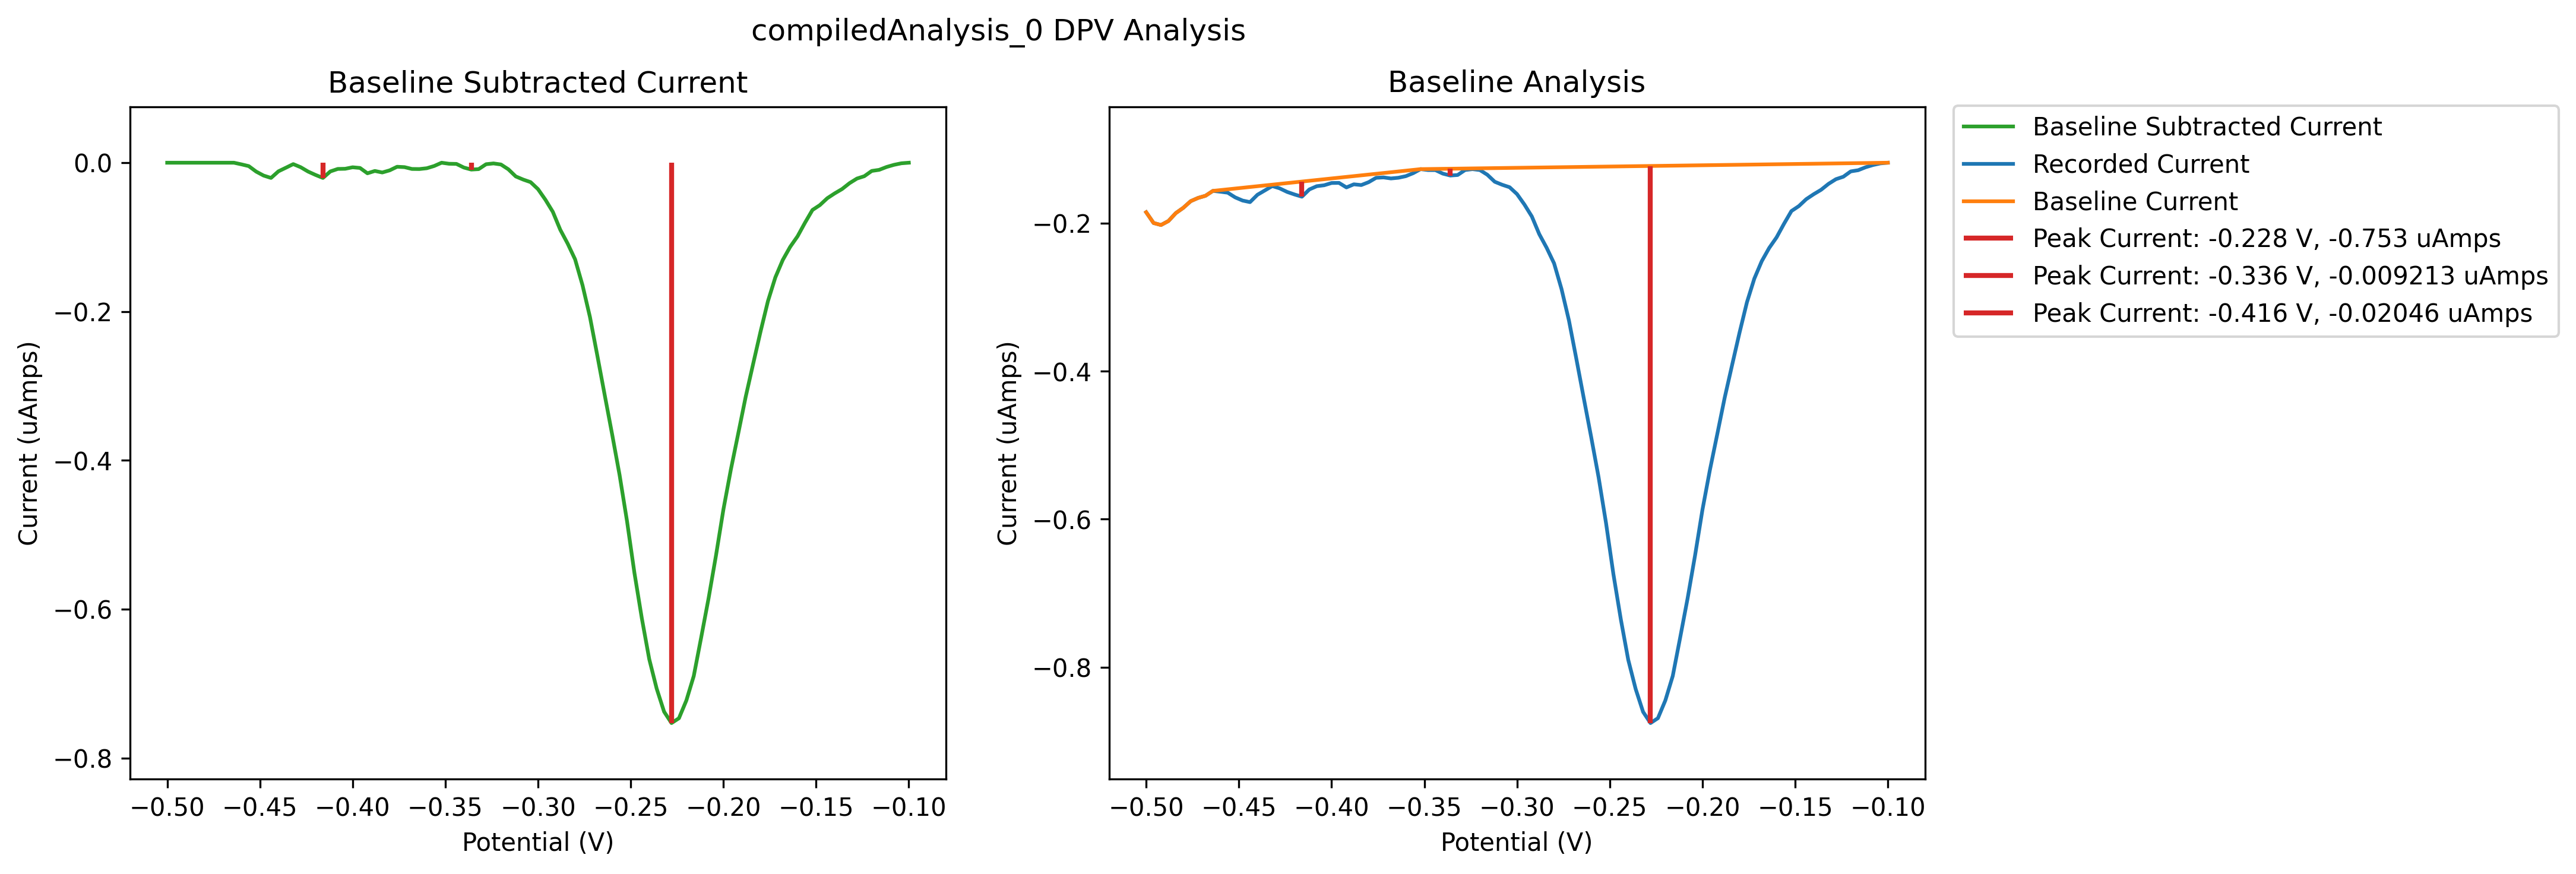 compiledAnalysis_0 DPV Analysis
Baseline Subtracted Current
Current (uAmps)
0.0
−0.2
−0.4
−0.6
−0.8
−0.50 −0.45 −0.40 −0.35 −0.30 −0.25 −0.20 −0.15 −0.10
Potential (V)
Baseline Analysis
Current (uAmps)
−0.2
−0.4
−0.6
−0.8
−0.50 −0.45 −0.40 −0.35 −0.30 −0.25 −0.20 −0.15 −0.10
Potential (V)
Baseline Subtracted Current
Recorded Current
Baseline Current
Peak Current: -0.228 V, -0.753 uAmps
Peak Current: -0.336 V, -0.009213 uAmps
Peak Current: -0.416 V, -0.02046 uAmps